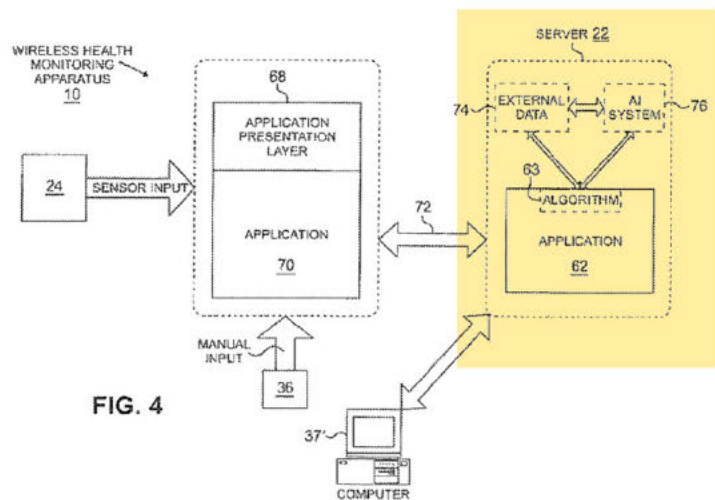 WIRELESS HEALTH
MONITORING APPARATUS
10
68
APPLICATION
PRESENTATION
LAYER
24
SENSOR INPUT
APPLICATION
70
72
SERVER 22
74
EXTERNAL
DATA
AI
SYSTEM
76
63
ALGORITHM
APPLICATION
62
MANUAL
INPUT
36
FIG. 4
37'
COMPUTER